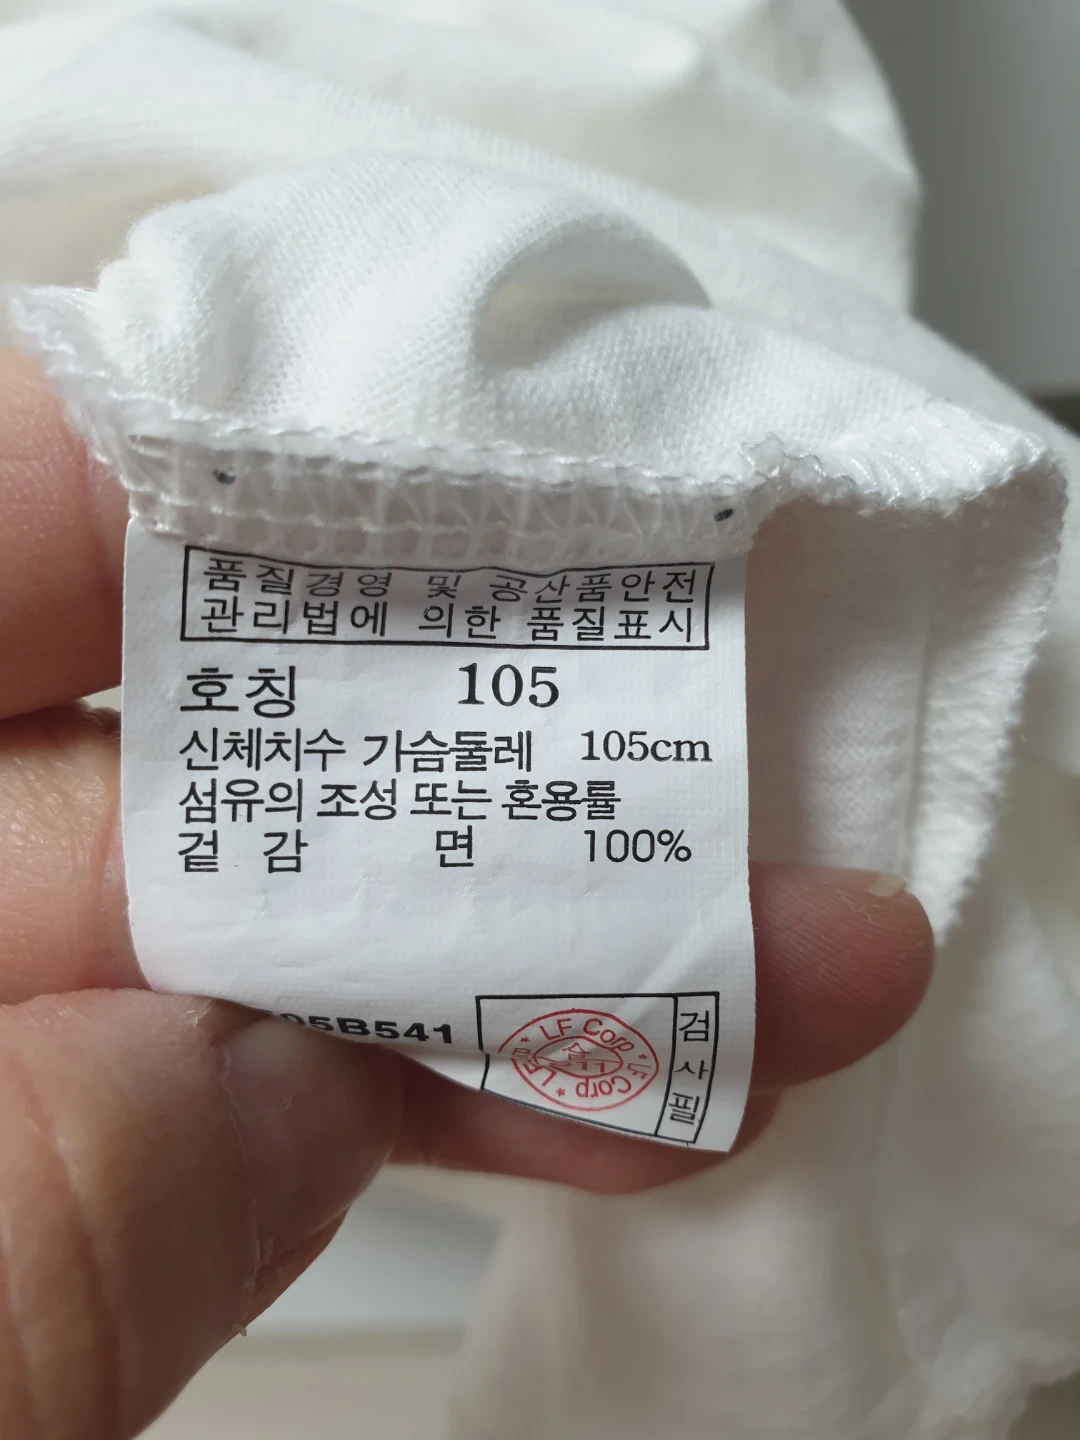 품질경영 및 공산품안전
관리법에 의한 품질표시
호칭 105
신체치수 가슴둘레 105cm
섬유의 조성 또는 혼용률
겉 감 면 100%
LF Corp
LF Corp
검사필